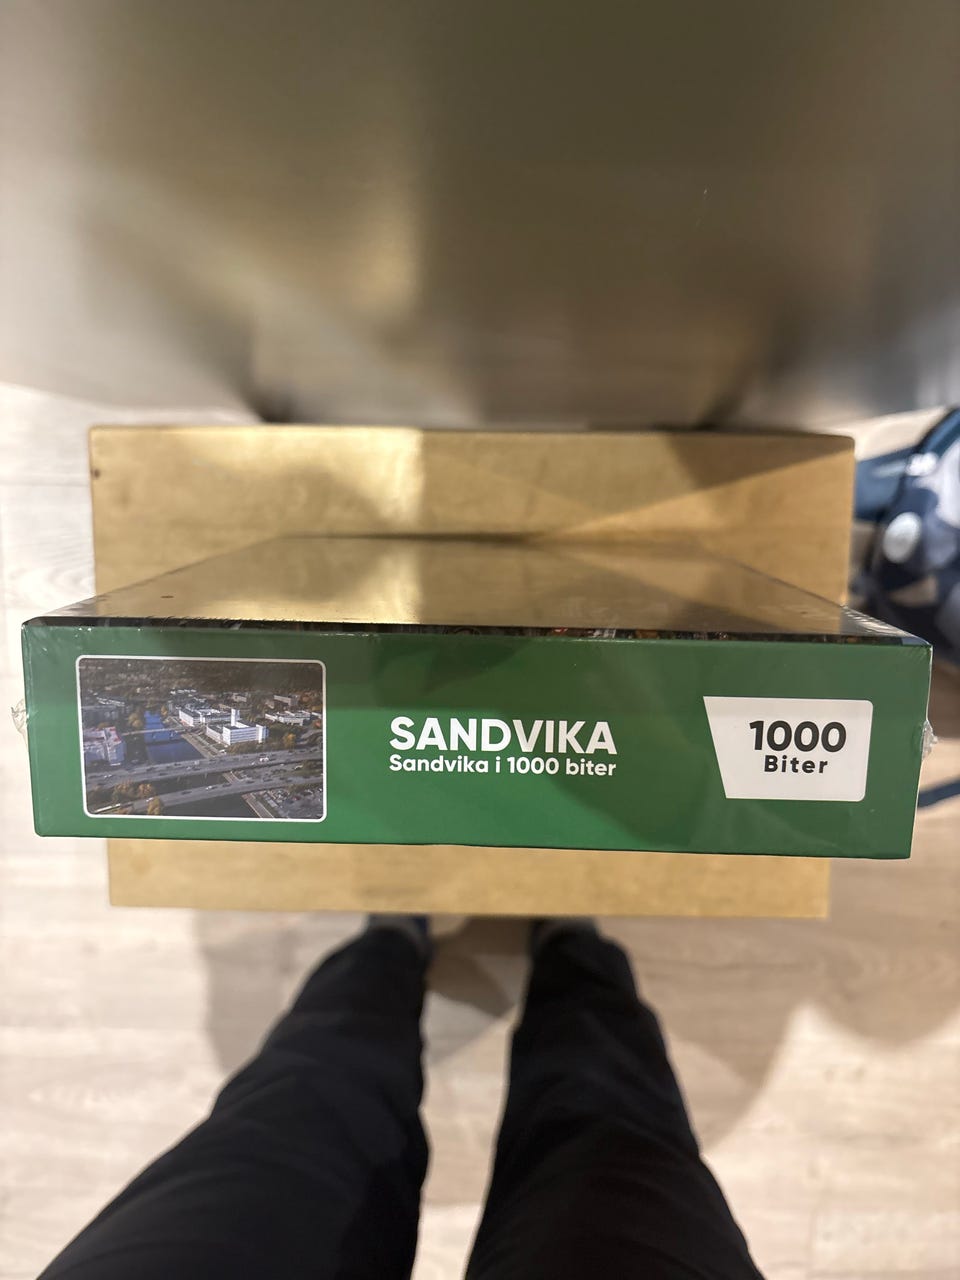 SANDVIKA
Sandvika i 1000 biter
1000
Biter